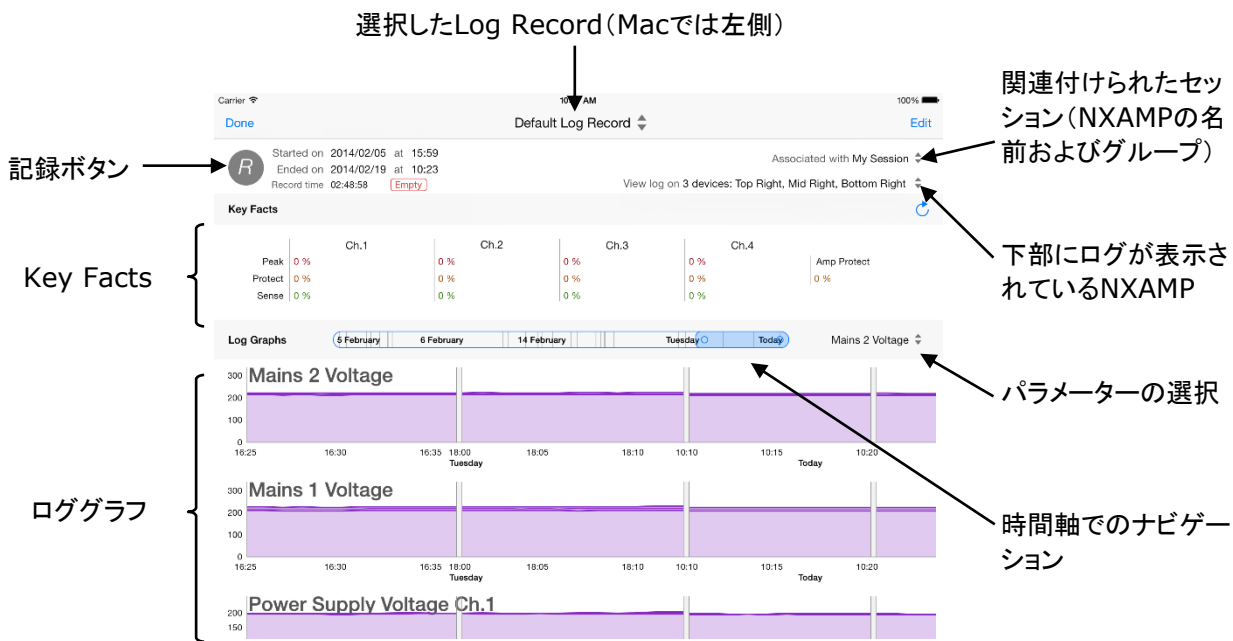 選択したLog Record（Macでは左側）
関連付けられたセッ
ション（NXAMPの名
前およびグループ）
記録ボタン
下部にログが表示さ
れているNXAMP
Key Facts
パラメーターの選択
ロググラフ
時間軸でのナビゲー
ション
Carrier
AM
100%
Done
Default Log Record
Edit
R
Started on 2014/02/05 at 15:59
Ended on 2014/02/19 at 10:23
Record time 02:48:58 Empty
Associated with My Session
View log on 3 devices: Top Right, Mid Right, Bottom Right
Key Facts
Ch.1 Ch.2 Ch.3 Ch.4
Peak 0 % 0 % 0 % 0 % Amp Protect
Protect 0 % 0 % 0 % 0 % 0 %
Sense 0 % 0 % 0 % 0 %
Log Graphs 5 February 6 February 14 February Tuesday Today Mains 2 Voltage
Mains 2 Voltage
300
200
100
0
16:25 16:30 16:35 18:00 18:05 18:10 10:10 10:15 10:20
Tuesday Today
Mains 1 Voltage
300
200
100
0
16:25 16:30 16:35 18:00 18:05 18:10 10:10 10:15 10:20
Tuesday Today
Power Supply Voltage Ch.1
200
150